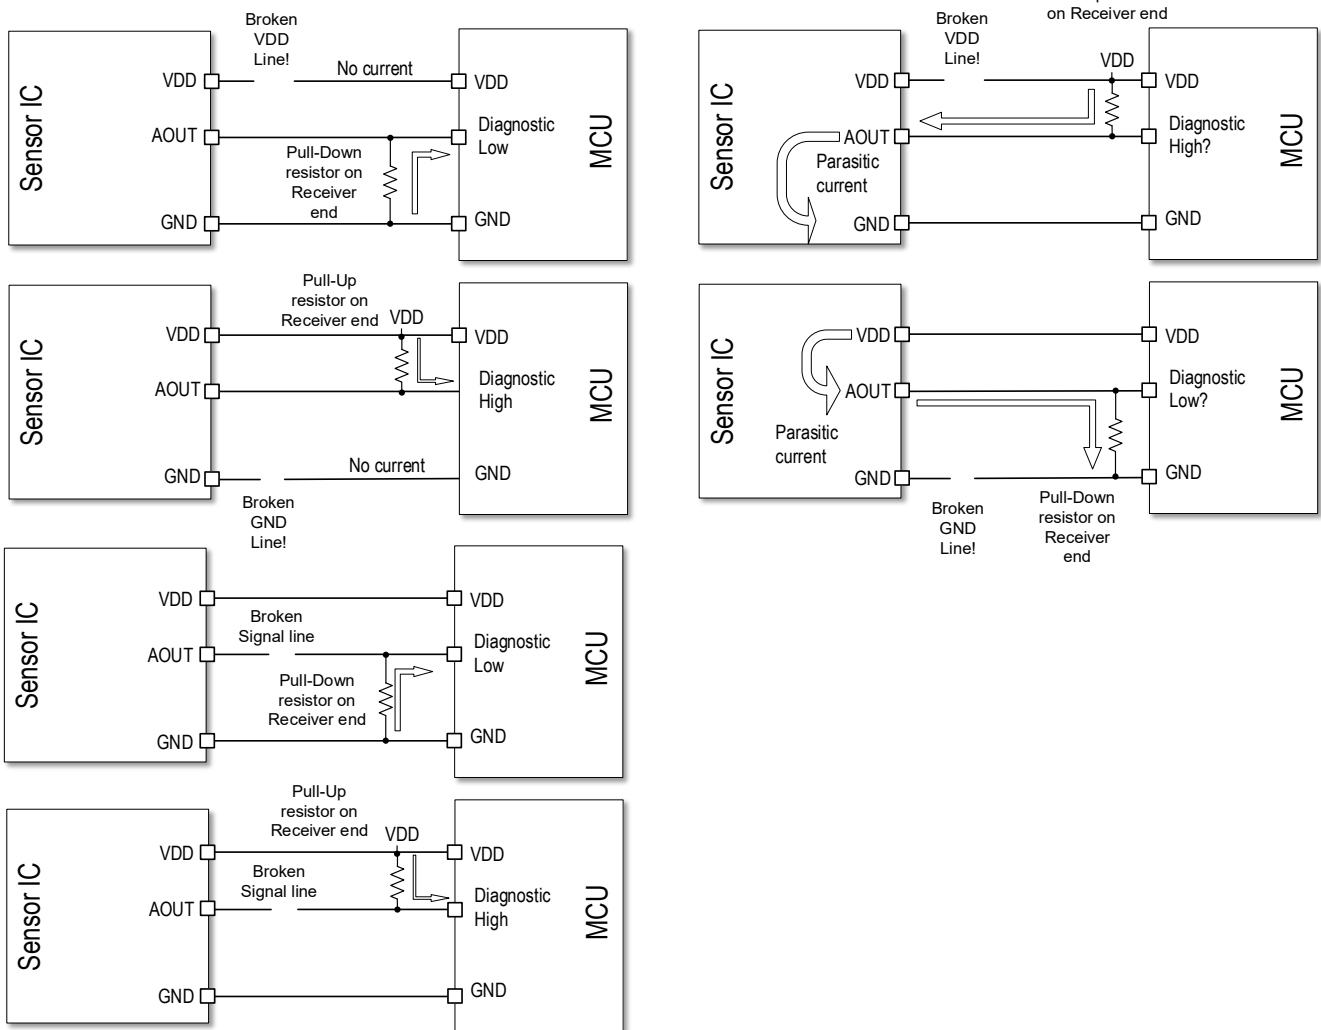 Broken
VDD
Line!
Sensor IC
VDD
No current
VDD
AOUT
Diagnostic
Low
MCU
Pull-Down
resistor on
Receiver
end
GND
GND
Pull-Up
resistor on
Receiver end
VDD
Sensor IC
VDD
VDD
AOUT
Diagnostic
High
MCU
GND
No current
GND
Broken
GND
Line!
Sensor IC
VDD
VDD
Broken
Signal line
AOUT
Diagnostic
Low
MCU
Pull-Down
resistor on
Receiver end
GND
GND
Pull-Up
resistor on
Receiver end
VDD
Sensor IC
VDD
VDD
Broken
Signal line
AOUT
Diagnostic
High
MCU
GND
GND
on Receiver end
Broken
VDD
Line!
VDD
Sensor IC
VDD
VDD
AOUT
Diagnostic
High?
MCU
Parasitic
current
GND
GND
Sensor IC
VDD
VDD
AOUT
Diagnostic
Low?
MCU
Parasitic
current
GND
GND
Broken
GND
Line!
Pull-Down
resistor on
Receiver
end